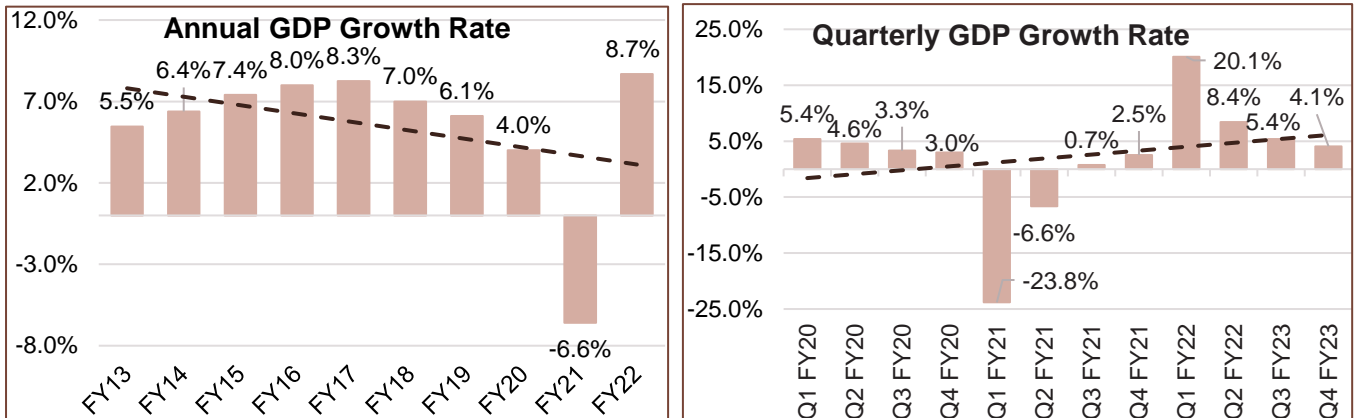 Annual GDP Growth Rate
12.0%
7.0%
2.0%
-3.0%
-8.0%
5.5%
6.4%
7.4%
8.0%
8.3%
7.0%
6.1%
4.0%
-6.6%
8.7%
FY13
FY14
FY15
FY16
FY17
FY18
FY19
FY20
FY21
FY22
Quarterly GDP Growth Rate
25.0%
15.0%
5.0%
-5.0%
-15.0%
-25.0%
5.4%
4.6%
3.3%
3.0%
-23.8%
-6.6%
0.7%
2.5%
20.1%
8.4%
5.4%
4.1%
Q1 FY20
Q2 FY20
Q3 FY20
Q4 FY20
Q1 FY21
Q2 FY21
Q3 FY21
Q4 FY21
Q1 FY22
Q2 FY22
Q3 FY23
Q4 FY23